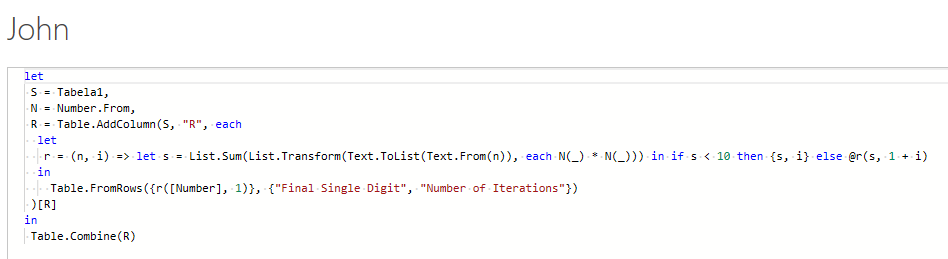 John
let
S = Tabela1,
N = Number.From,
R = Table.AddColumn(S, "R", each
let
r = (n, i) => let s = List.Sum(List.Transform(Text.ToList(Text.From(n)), each N(_) * N(_))) in if s < 10 then {s, i} else @r(s, 1 + i)
in
Table.FromRows({r([Number], 1)}, {"Final Single Digit", "Number of Iterations"})
)[R]
in
Table.Combine(R)